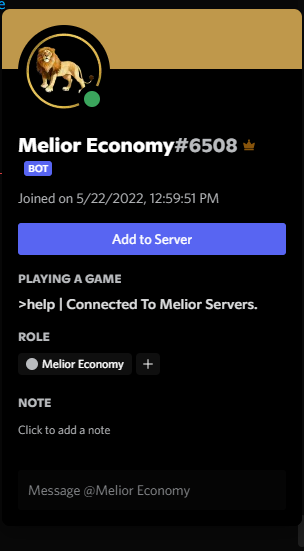 Melior Economy#6508
BOT
Joined on 5/22/2022, 12:59:51 PM
Add to Server
PLAYING A GAME
>help | Connected To Melior Servers.
ROLE
Melior Economy +
NOTE
Click to add a note
Message @Melior Economy